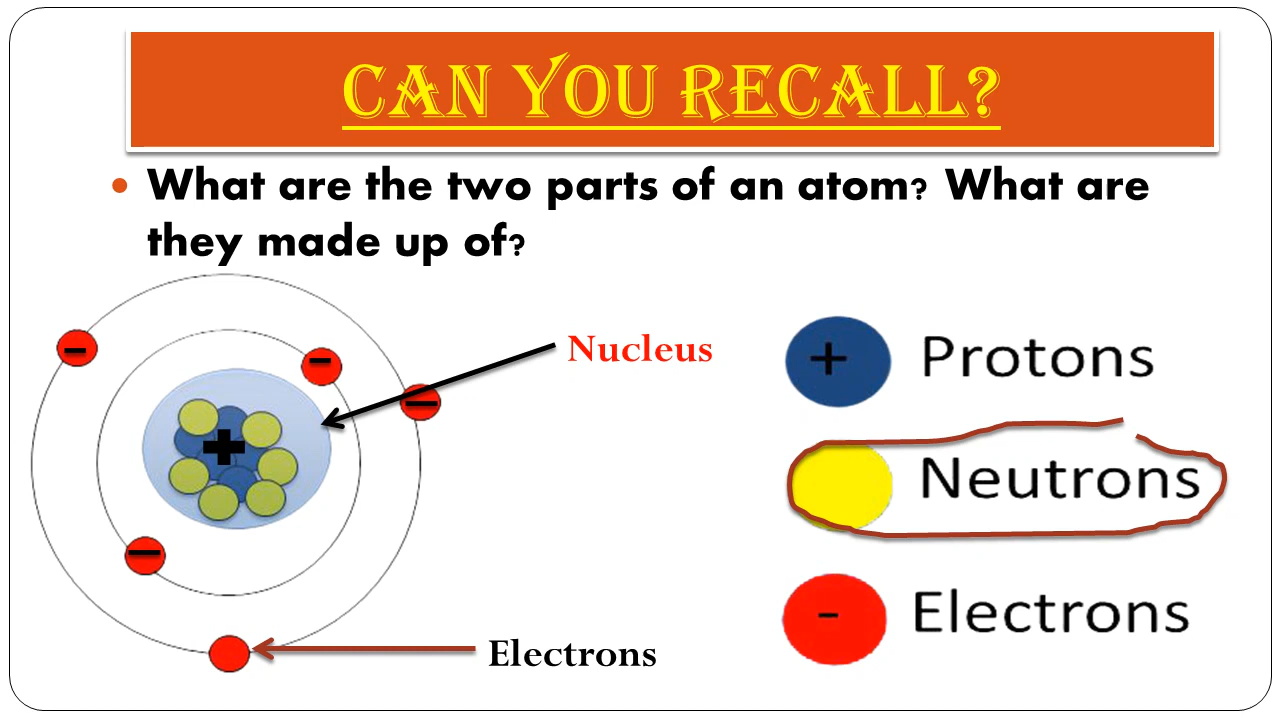 CAN YOU RECALL?
• What are the two parts of an atom? What are
they made up of?
Nucleus
Electrons
+ Protons
Neutrons
- Electrons